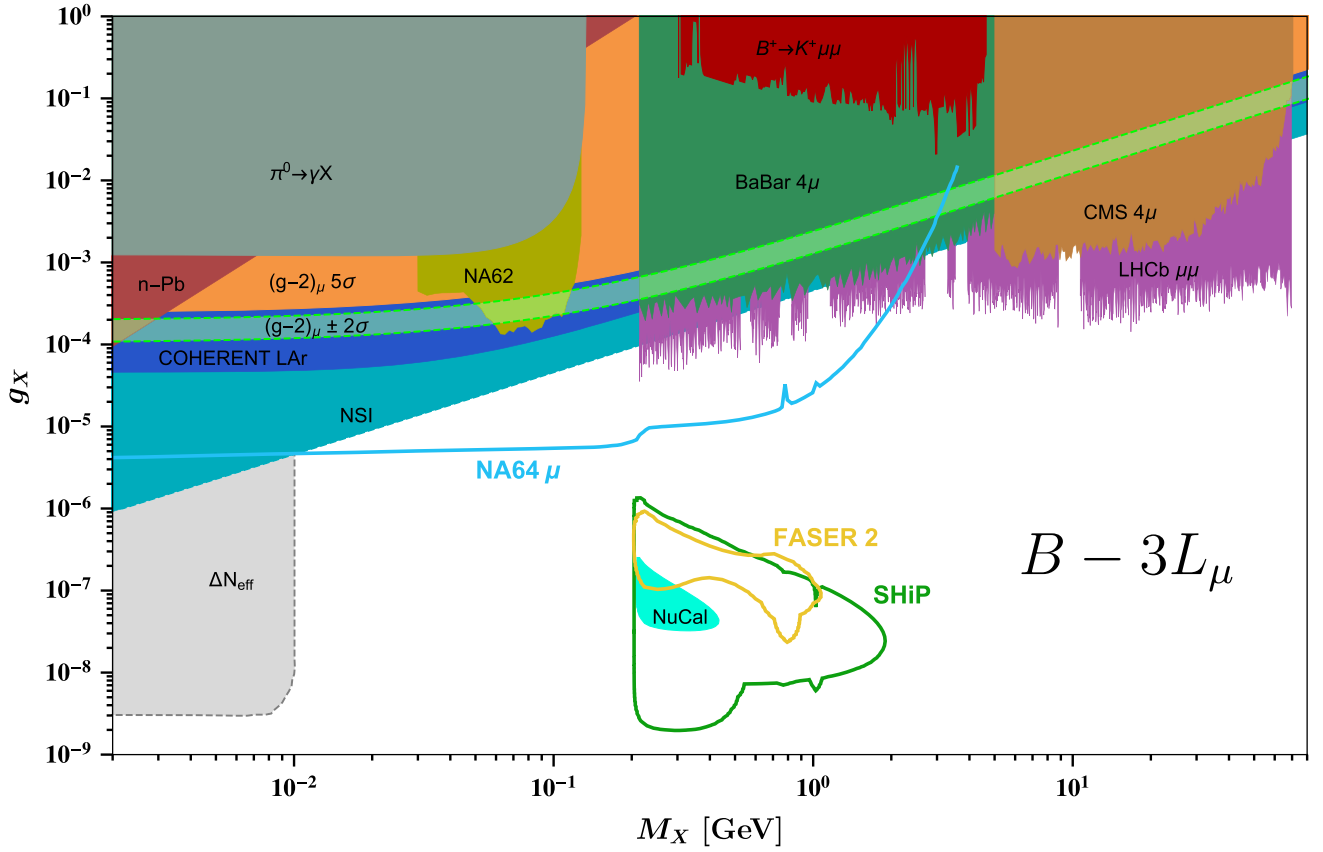 10⁰
10⁻¹
10⁻²
10⁻³
10⁻⁴
10⁻⁵
10⁻⁶
10⁻⁷
10⁻⁸
10⁻⁹
g_X
B⁺→K⁺μμ
π⁰→γX
BaBar 4μ
CMS 4μ
n−Pb
(g−2)_μ 5σ
NA62
LHCb μμ
(g−2)_μ ± 2σ
COHERENT LAr
NSI
NA64 μ
FASER 2
B − 3L_μ
ΔN_eff
NuCal
SHiP
10⁻²
10⁻¹
10⁰
10¹
M_X [GeV]